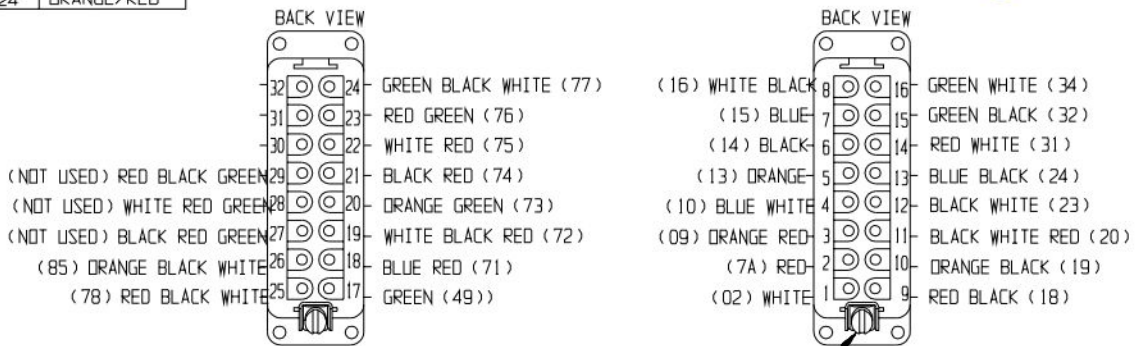 24 ORANGE/RED
BACK VIEW
32 24 GREEN BLACK WHITE (77)
31 23 RED GREEN (76)
30 22 WHITE RED (75)
(NOT USED) RED BLACK GREEN 29 21 BLACK RED (74)
(NOT USED) WHITE RED GREEN 28 20 ORANGE GREEN (73)
(NOT USED) BLACK RED GREEN 27 19 WHITE BLACK RED (72)
(85) ORANGE BLACK WHITE 26 18 BLUE RED (71)
(78) RED BLACK WHITE 25 17 GREEN (49))
BACK VIEW
(16) WHITE BLACK 8 16 GREEN WHITE (34)
(15) BLUE 7 15 GREEN BLACK (32)
(14) BLACK 6 14 RED WHITE (31)
(13) ORANGE 5 13 BLUE BLACK (24)
(10) BLUE WHITE 4 12 BLACK WHITE (23)
(09) ORANGE RED 3 11 BLACK WHITE RED (20)
(7A) RED 2 10 ORANGE BLACK (19)
(02) WHITE 1 9 RED BLACK (18)